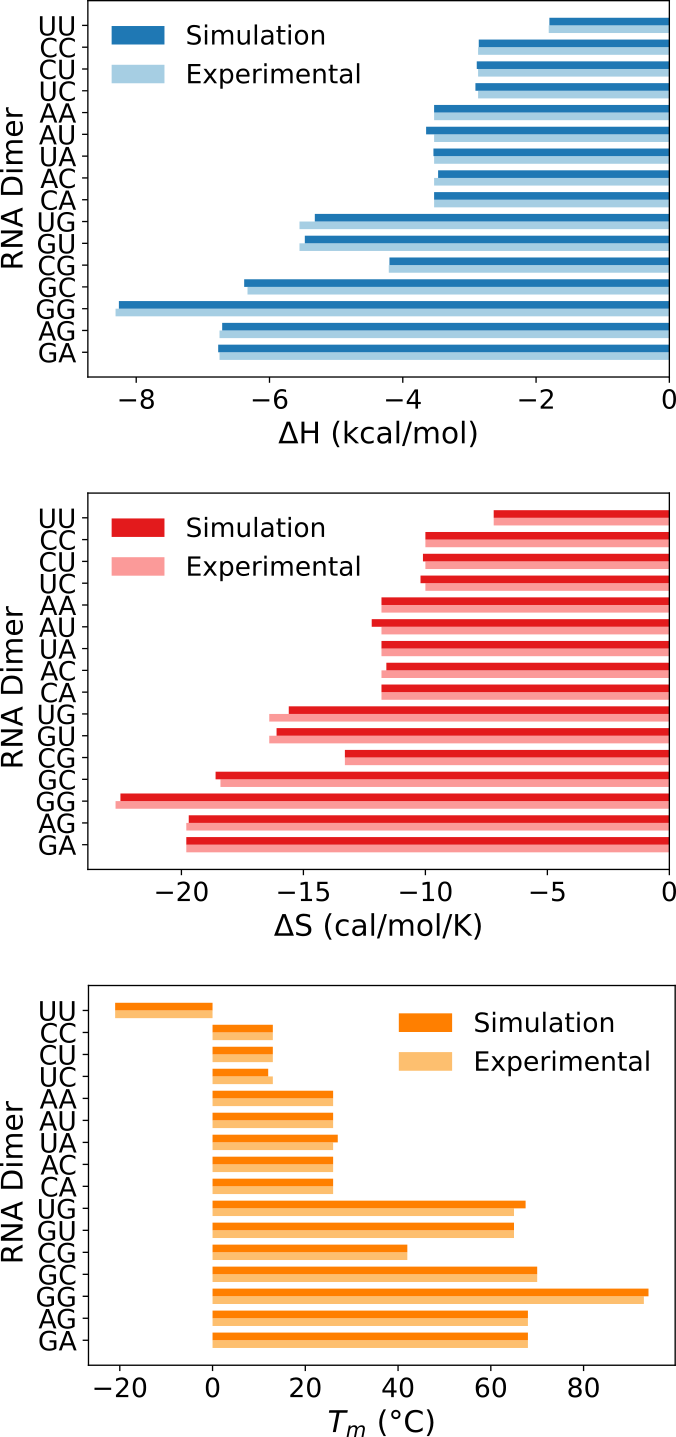 RNA Dimer
UU
CC
CU
UC
AA
AU
UA
AC
CA
UG
GU
CG
GC
GG
AG
GA
Simulation
Experimental
−8 −6 −4 −2 0
ΔH (kcal/mol)
RNA Dimer
UU
CC
CU
UC
AA
AU
UA
AC
CA
UG
GU
CG
GC
GG
AG
GA
Simulation
Experimental
−20 −15 −10 −5 0
ΔS (cal/mol/K)
RNA Dimer
UU
CC
CU
UC
AA
AU
UA
AC
CA
UG
GU
CG
GC
GG
AG
GA
Simulation
Experimental
−20 0 20 40 60 80
Tm (°C)